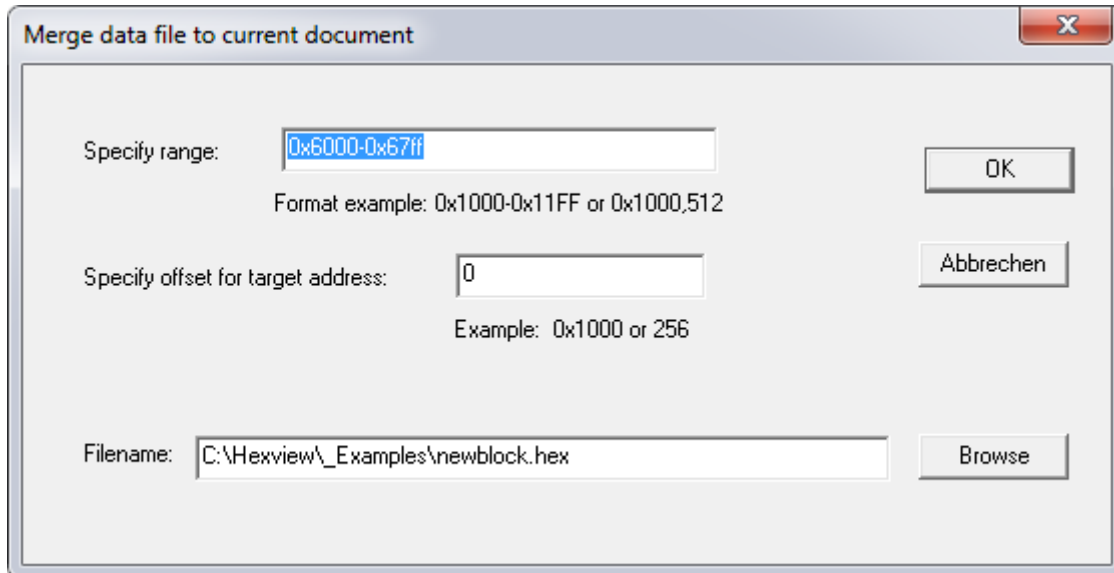 Merge data file to current document
Specify range: 0x6000-0x67ff
OK
Format example: 0x1000-0x11FF or 0x1000,512
Specify offset for target address: 0
Abbrechen
Example: 0x1000 or 256
Filename: C:\Hexview\_Examples\newblock.hex
Browse